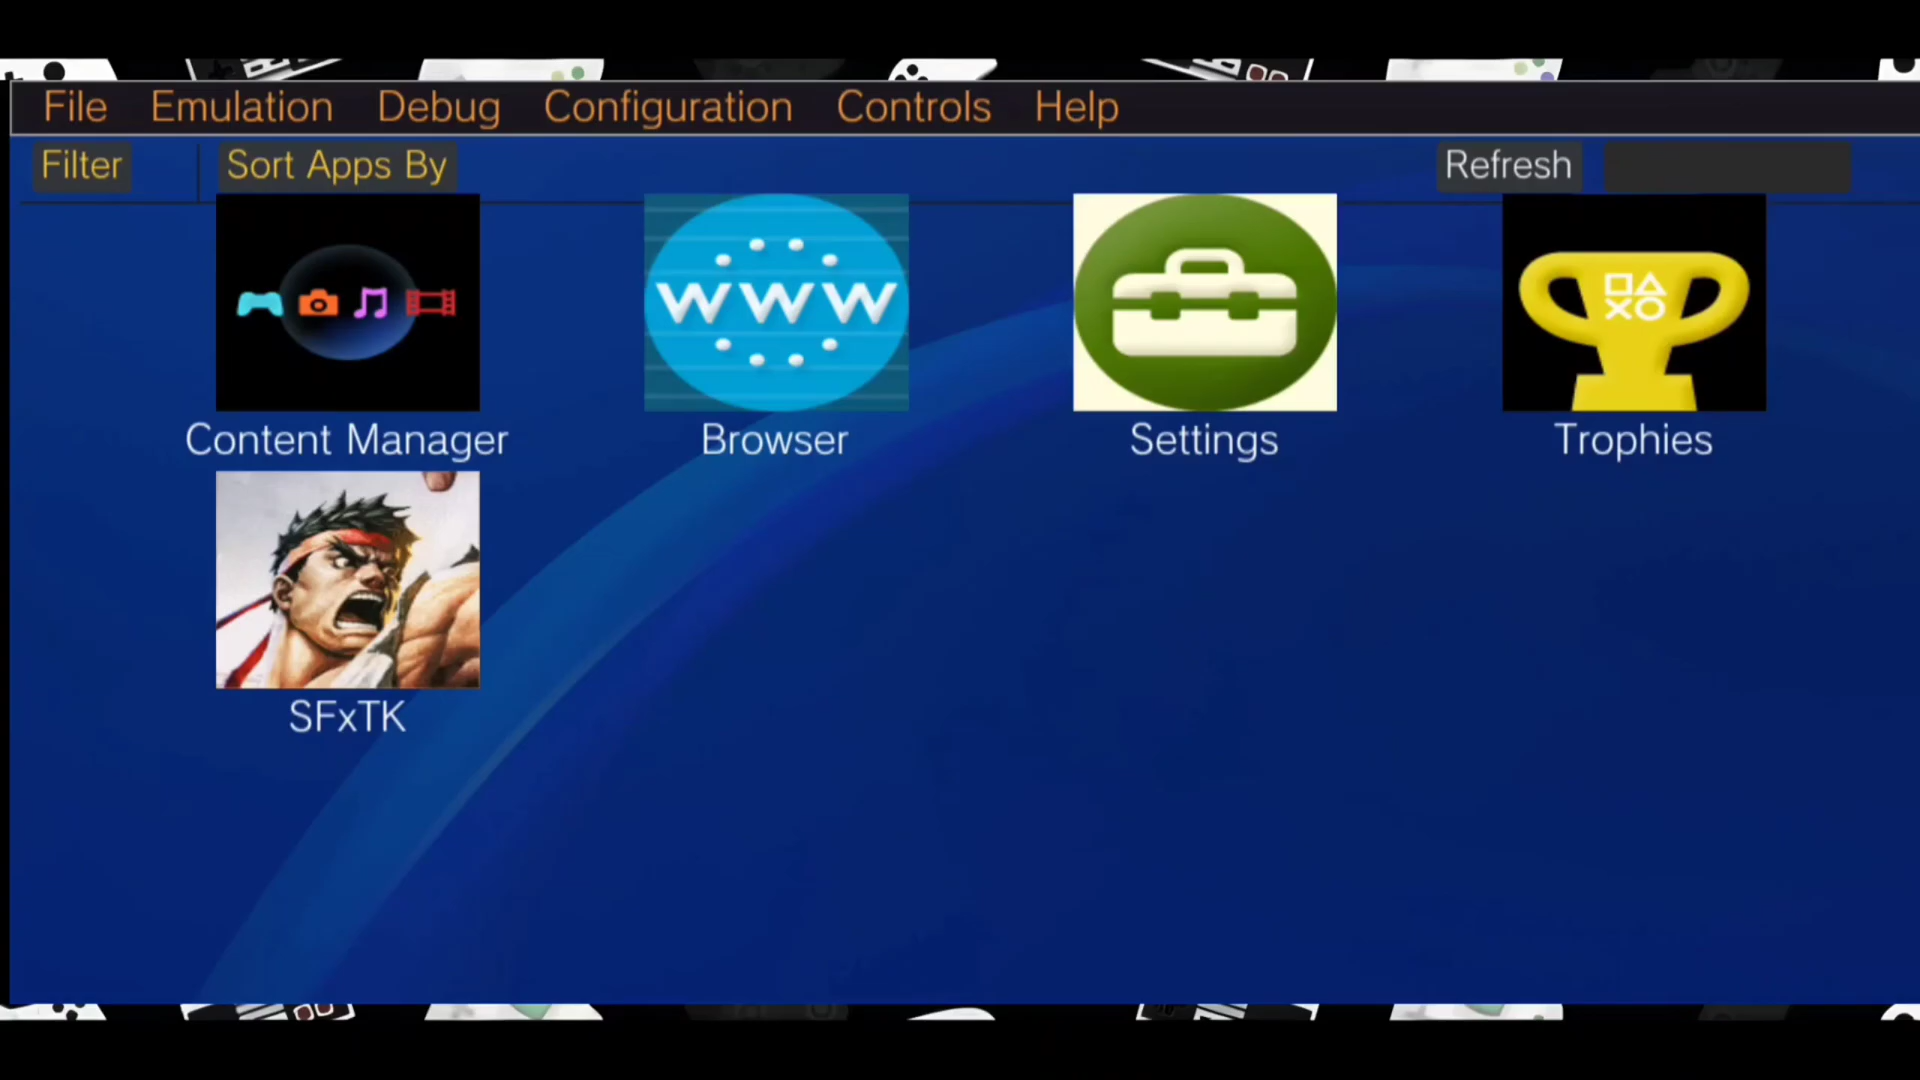 File Emulation Debug Configuration Controls Help
Filter Sort Apps By Refresh
WWW
Content Manager Browser Settings Trophies
SFxTK